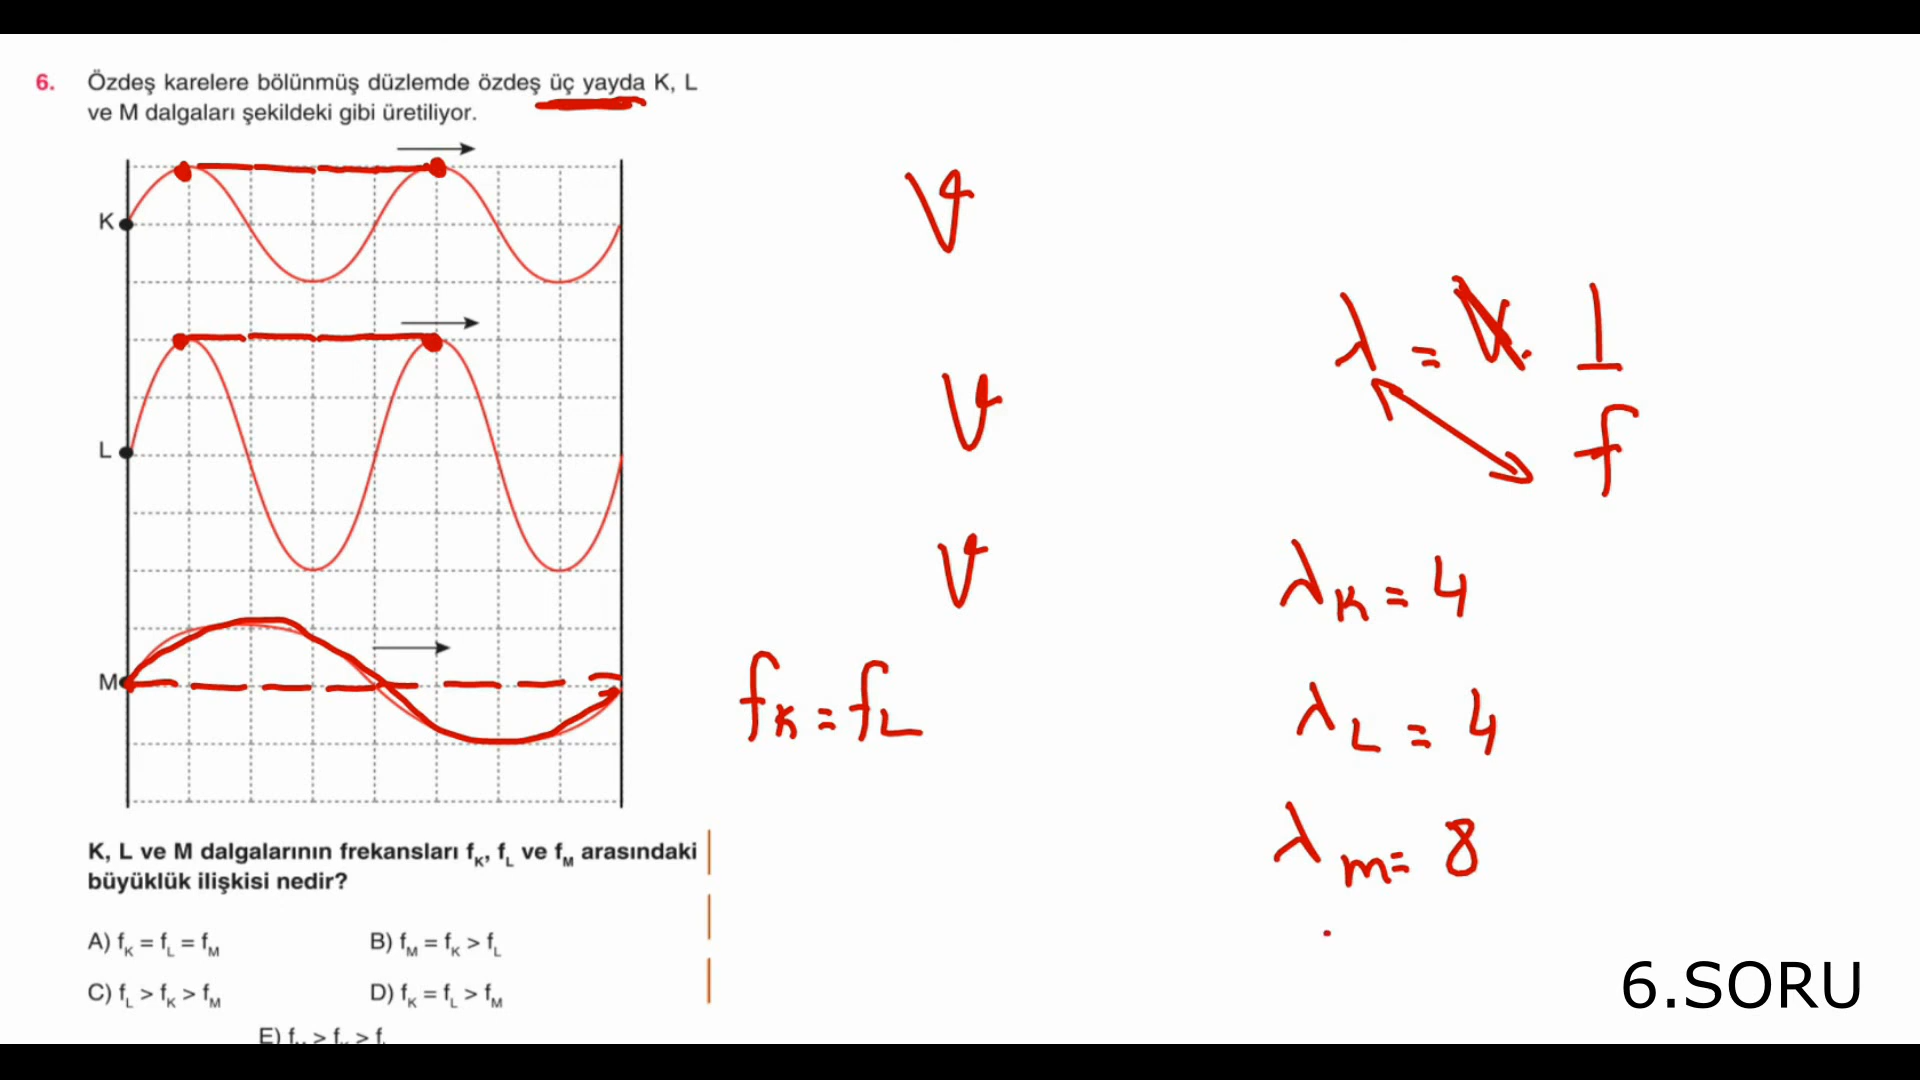 6. Özdeş karelere bölünmüş düzlemde özdeş üç yayda K, L
ve M dalgaları şekildeki gibi üretiliyor.
K
L
M
K, L ve M dalgalarının frekansları f_K, f_L ve f_M arasındaki
büyüklük ilişkisi nedir?
A) f_K = f_L = f_M
B) f_M = f_K > f_L
C) f_L > f_K > f_M
D) f_K = f_L > f_M
E) f > f > f
V
V
V
f_K = f_L
λ = V. 1/f
λ_K = 4
λ_L = 4
λ_m = 8
6.SORU